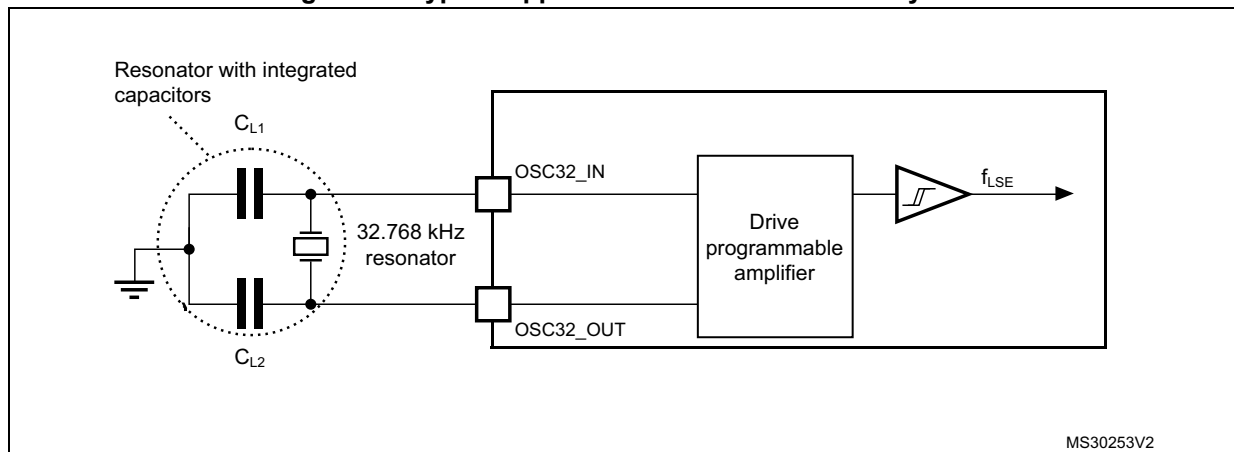 Resonator with integrated
capacitors
C_L1
OSC32_IN
f_LSE
32.768 kHz
resonator
Drive
programmable
amplifier
OSC32_OUT
C_L2
MS30253V2